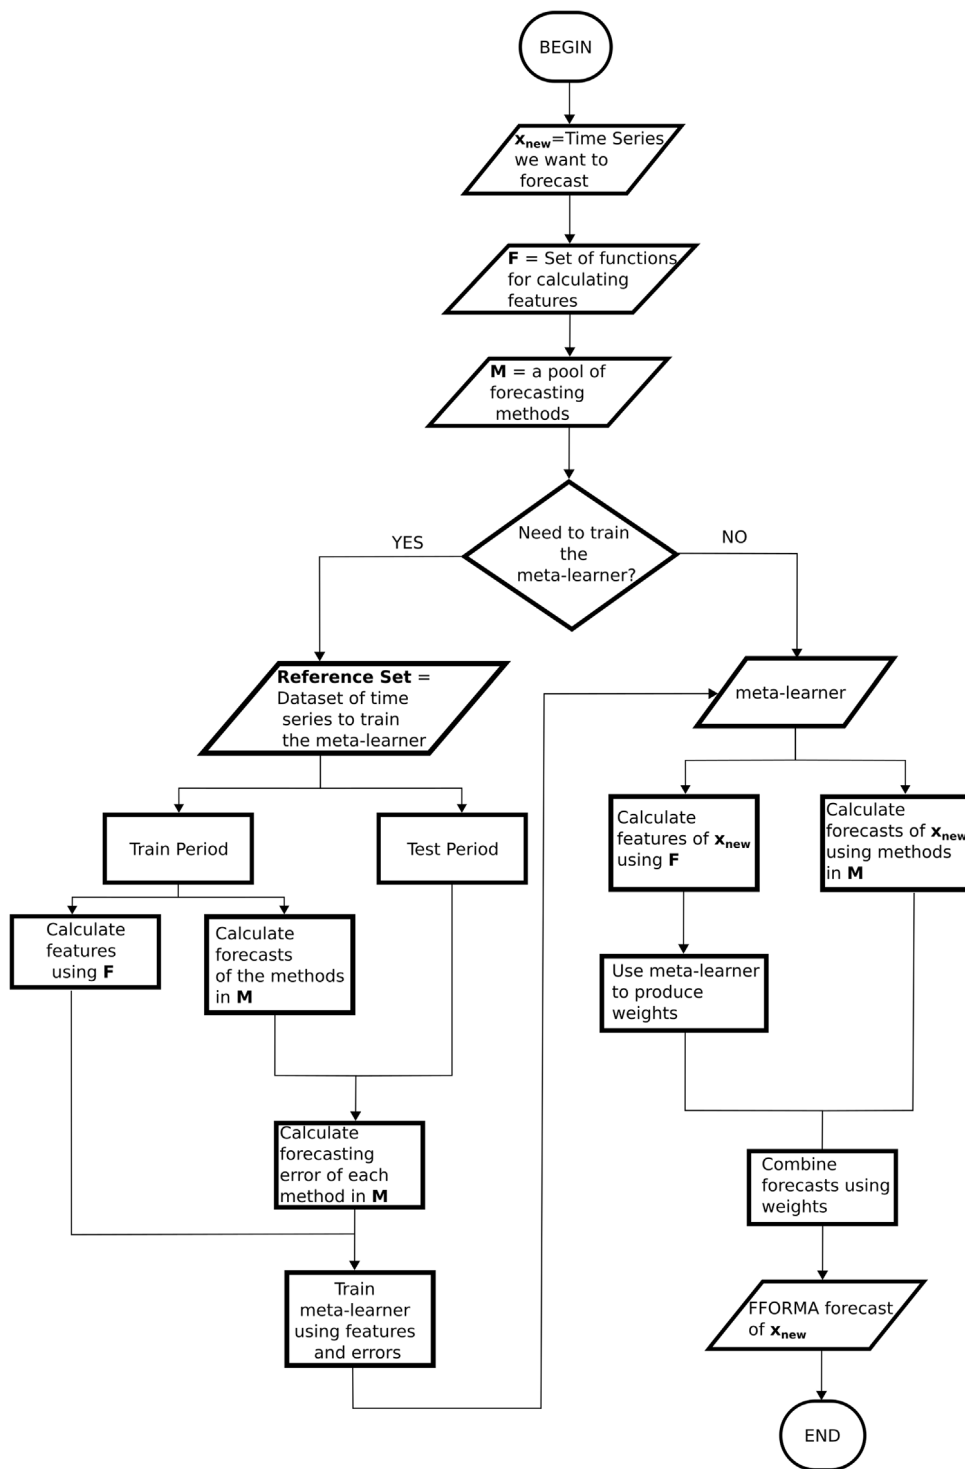 BEGIN
x_new=Time Series
we want to
forecast
F = Set of functions
for calculating
features
M = a pool of
forecasting
methods
Need to train
the
meta-learner?
YES
NO
Reference Set =
Dataset of time
series to train
the meta-learner
meta-learner
Train Period
Test Period
Calculate
features of x_new
using F
Calculate
forecasts of x_new
using methods
in M
Calculate
features
using F
Calculate
forecasts
of the methods
in M
Use meta-learner
to produce
weights
Calculate
forecasting
error of each
method in M
Combine
forecasts using
weights
Train
meta-learner
using features
and errors
FFORMA forecast
of x_new
END